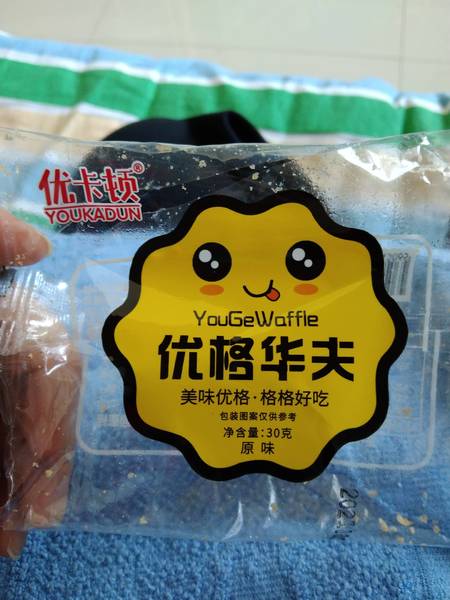 优卡顿®
YOUKADUN
YouGeWaffle
优格华夫
美味优格·格格好吃
包装图案仅供参考
净含量:30克
原味